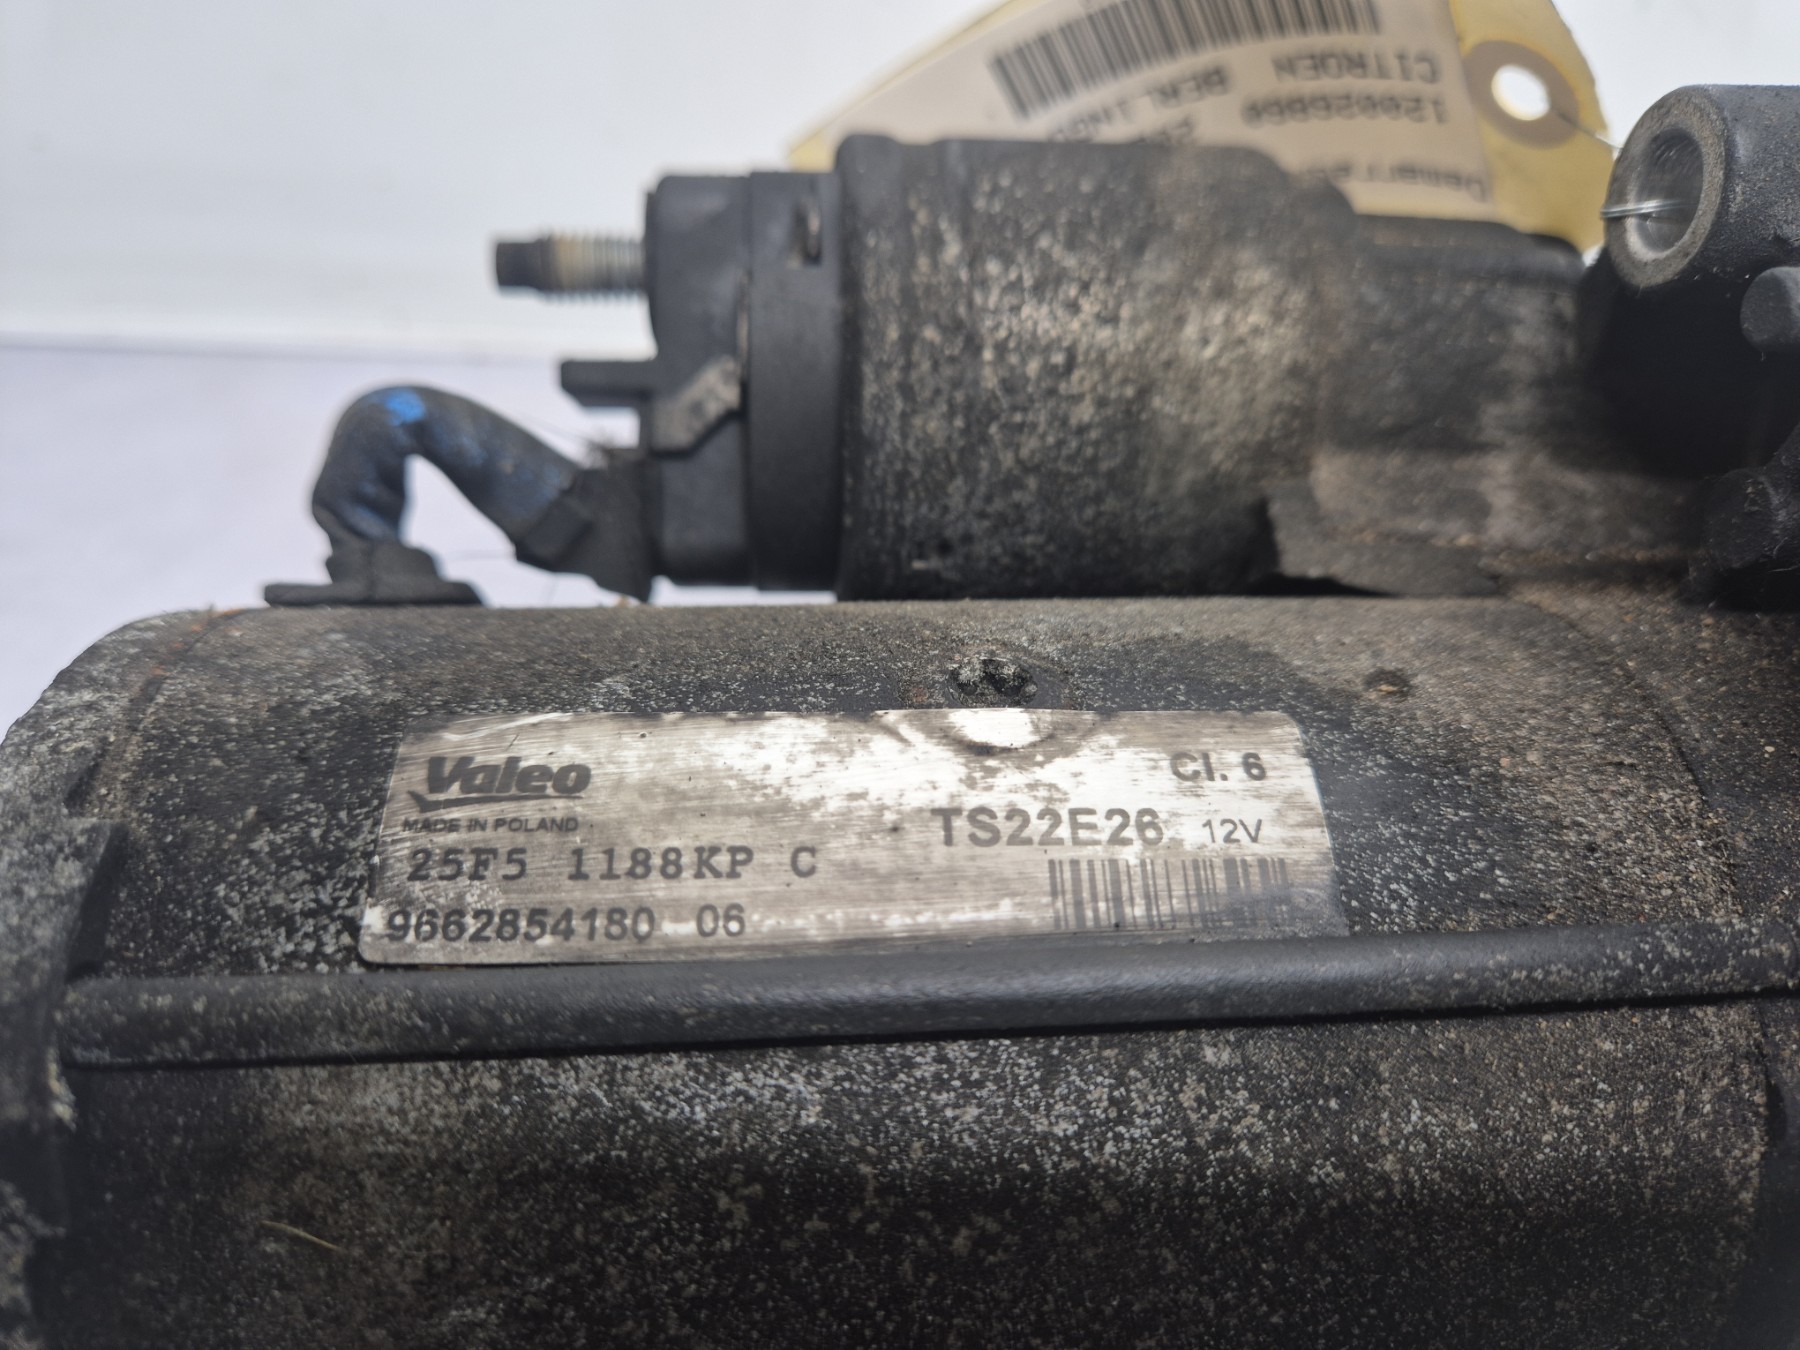 Valeo
MADE IN POLAND
25F5 1188KP C
9662854180 06
Cl. 6
TS22E26 12V
CITROEN